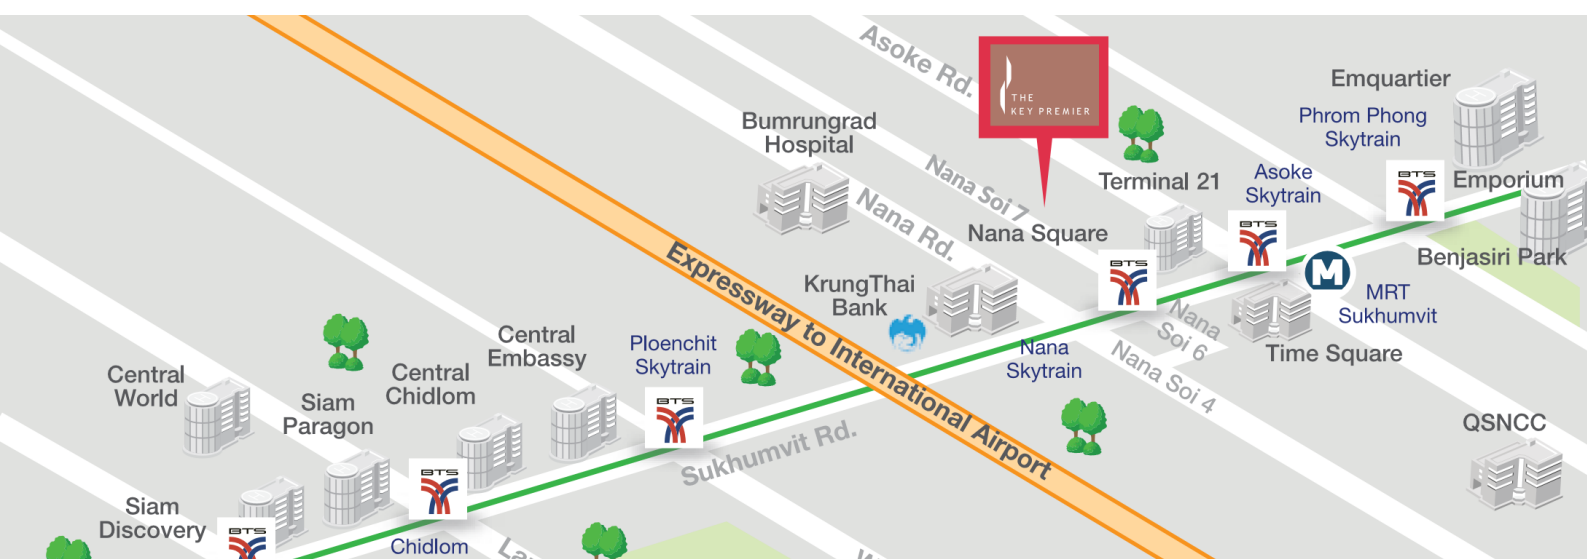 Asoke Rd.
THE
KEY PREMIER
Emquartier
Phrom Phong
Skytrain
Bumrungrad
Hospital
Nana Soi 7
Terminal 21
Asoke
Skytrain
BTS
Emporium
Nana Rd.
Nana Square
BTS
BTS
Benjasiri Park
M
MRT
Sukhumvit
Expressway to International Airport
KrungThai
Bank
Nana
Soi 6
Time Square
Nana
Skytrain
Nana Soi 4
Central
Embassy
Ploenchit
Skytrain
BTS
Central
World
Central
Chidlom
Siam
Paragon
Sukhumvit Rd.
QSNCC
BTS
Siam
Discovery
BTS
Chidlom